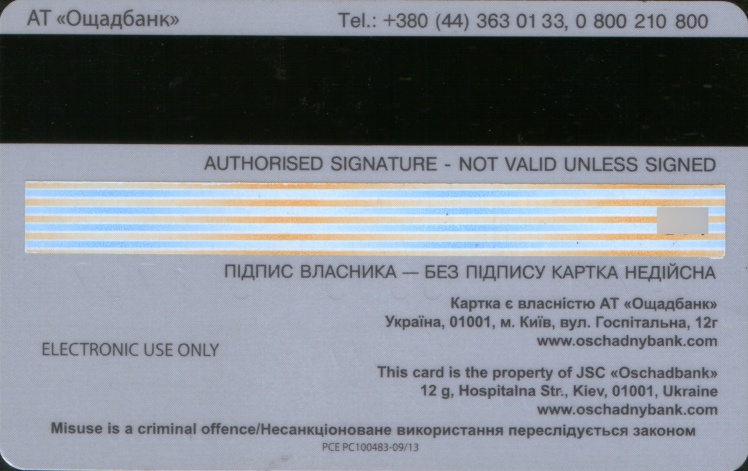 АТ «Ощадбанк»
Tel.: +380 (44) 363 01 33, 0 800 210 800
AUTHORISED SIGNATURE - NOT VALID UNLESS SIGNED
ПІДПИС ВЛАСНИКА — БЕЗ ПІДПИСУ КАРТКА НЕДІЙСНА
Картка є власністю АТ «Ощадбанк»
Україна, 01001, м. Київ, вул. Госпітальна, 12г
www.oschadnybank.com
ELECTRONIC USE ONLY
This card is the property of JSC «Oschadbank»
12 g, Hospitalna Str., Kiev, 01001, Ukraine
www.oschadnybank.com
Misuse is a criminal offence/Несанкціоноване використання переслідується законом
PCE PC100483-09/13